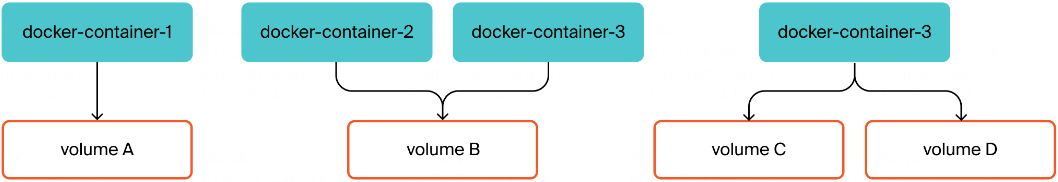 docker-container-1
docker-container-2
docker-container-3
docker-container-3
volume A
volume B
volume C
volume D